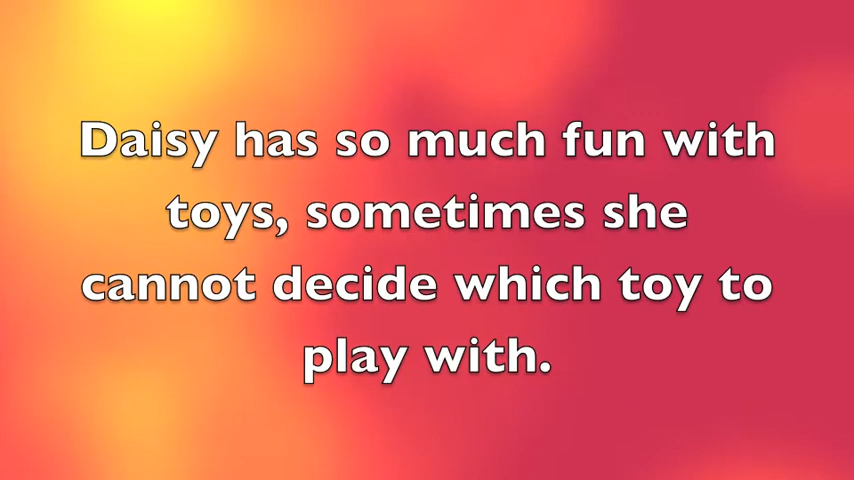 Daisy has so much fun with
toys, sometimes she
cannot decide which toy to
play with.